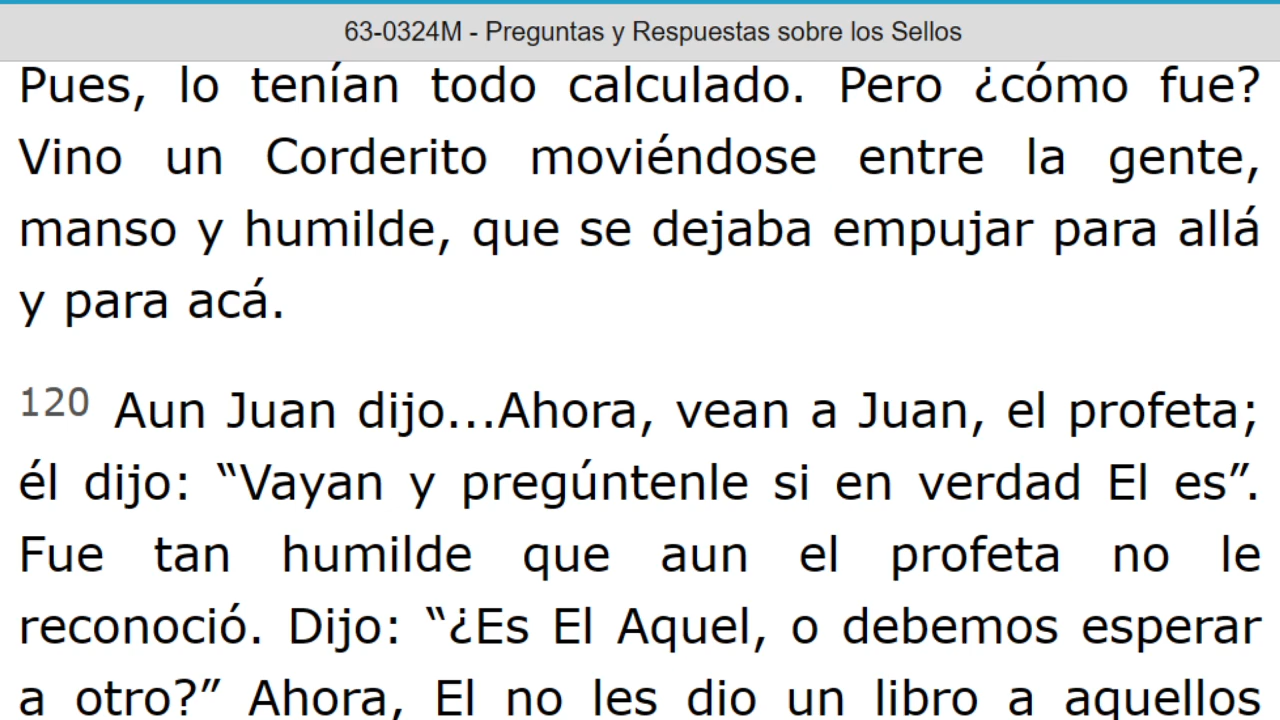 63-0324M - Preguntas y Respuestas sobre los Sellos
Pues, lo tenían todo calculado. Pero ¿cómo fue?
Vino un Corderito moviéndose entre la gente,
manso y humilde, que se dejaba empujar para allá
y para acá.
120 Aun Juan dijo...Ahora, vean a Juan, el profeta;
él dijo: “Vayan y pregúntenle si en verdad El es”.
Fue tan humilde que aun el profeta no le
reconoció. Dijo: “¿Es El Aquel, o debemos esperar
a otro?” Ahora, El no les dio un libro a aquellos